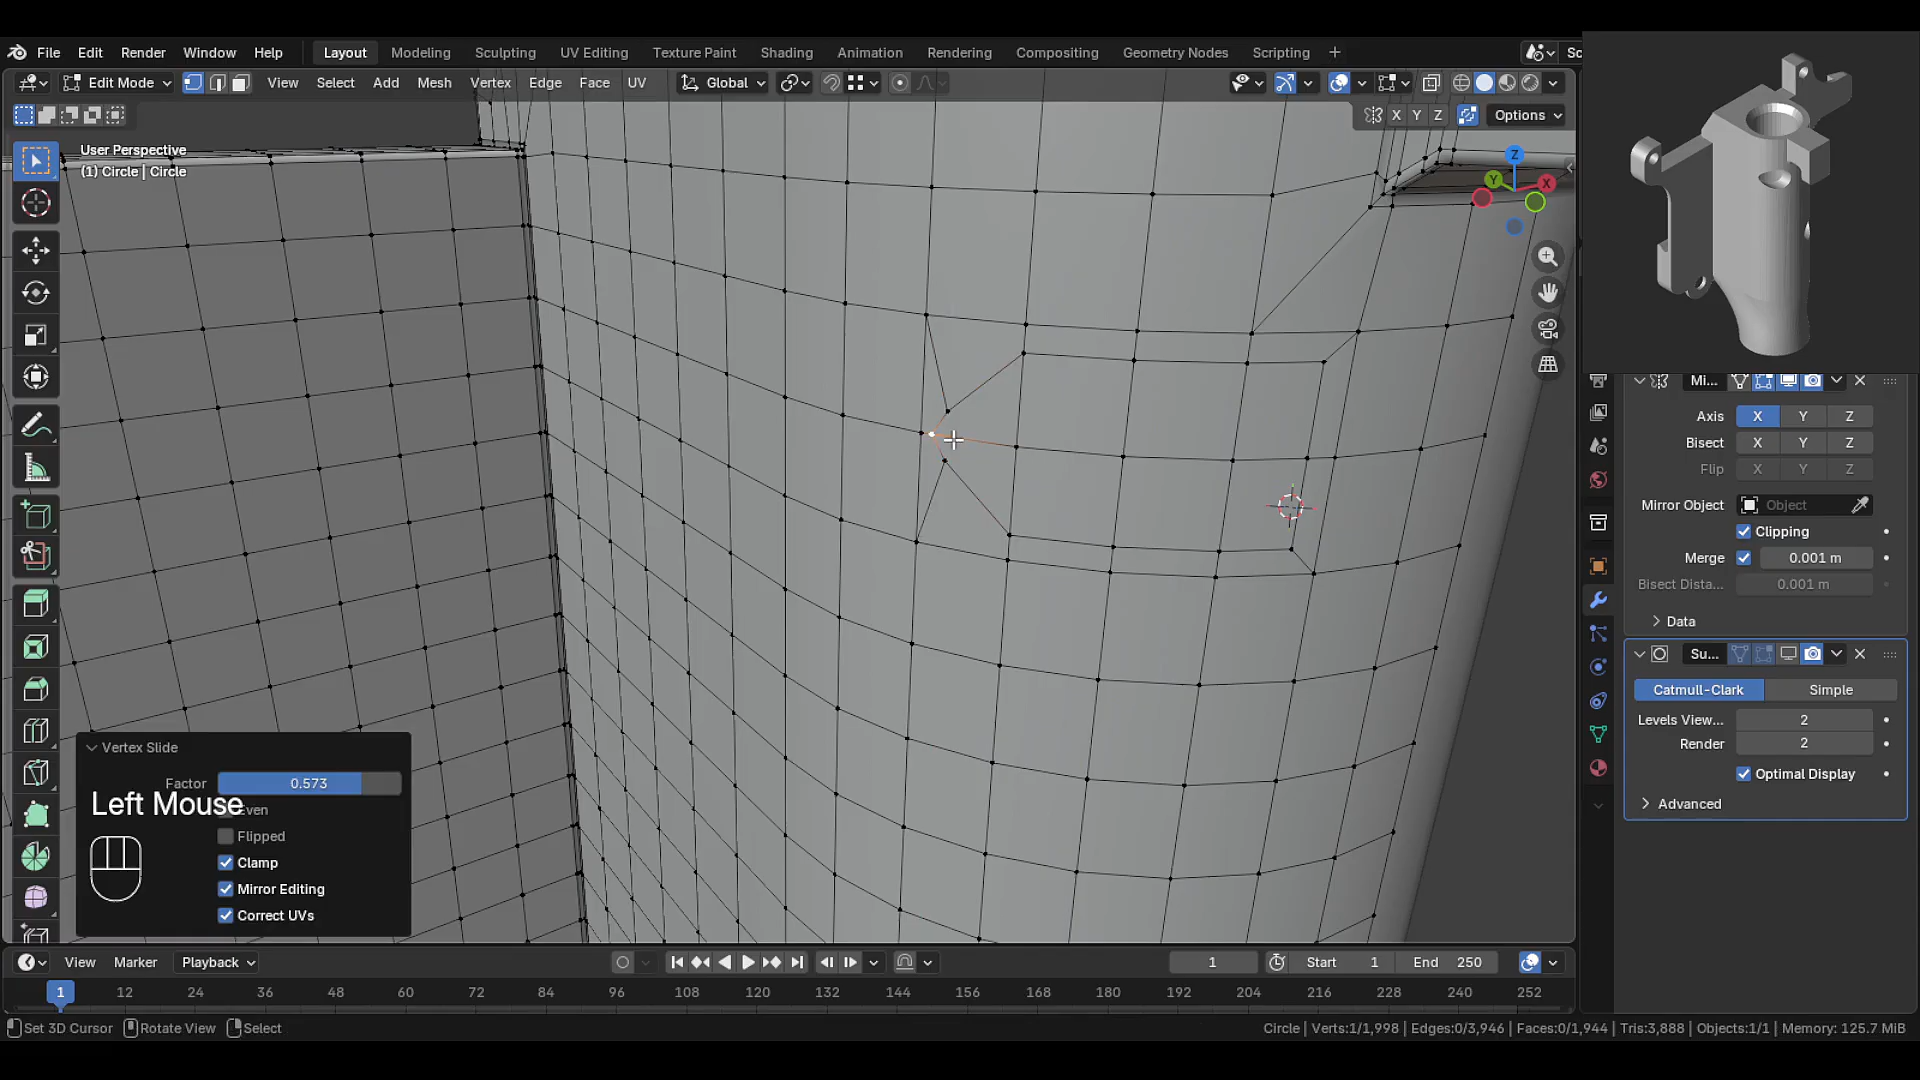 File Edit Render Window Help Layout Modeling Sculpting UV Editing Texture Paint Shading Animation Rendering Compositing Geometry Nodes Scripting + Sc
Edit Mode View Select Add Mesh Vertex Edge Face UV Global
X Y Z Options
User Perspective
(1) Circle | Circle
Z
Y X
Mi...
Axis X Y Z
Bisect X Y Z
Flip X Y Z
Mirror Object Object
Clipping
Merge 0.001 m
Bisect Dista... 0.001 m
Data
Su...
Catmull-Clark Simple
Levels View... 2
Render 2
Optimal Display
Advanced
Vertex Slide
Factor 0.573
Left Mouse
Even
Flipped
Clamp
Mirror Editing
Correct UVs
View Marker Playback 1 Start 1 End 250
1 12 24 36 48 60 72 84 96 108 120 132 144 156 168 180 192 204 216 228 240 252
Set 3D Cursor Rotate View Select Circle | Verts:1/1,998 | Edges:0/3,946 | Faces:0/1,944 | Tris:3,888 | Objects:1/1 | Memory: 125.7 MiB